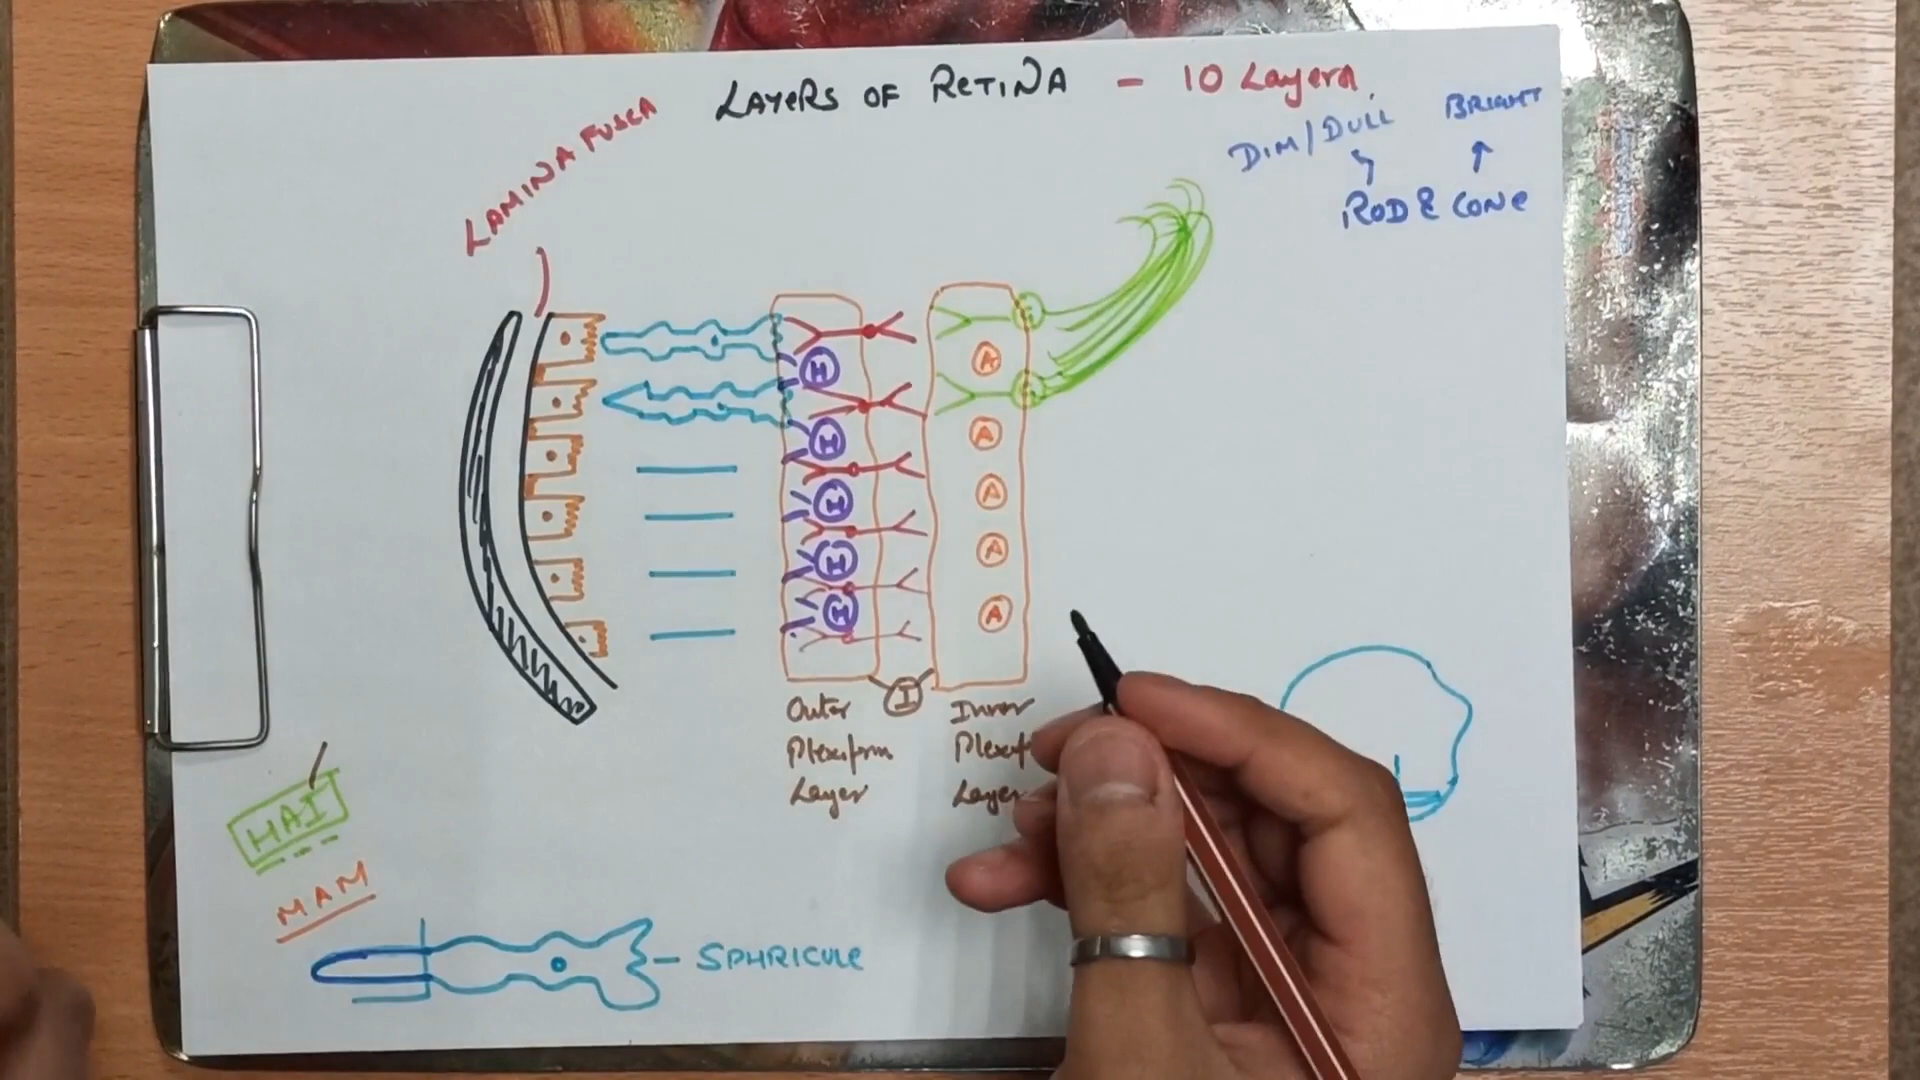 LAYERS OF RETINA - 10 Layers
LAMINA FUSCA
DIM/DULL
BRIGHT
ROD & CONE
H
H
H
H
H
A
A
A
A
A
I
Outer
Plexiform
Layer
Inner
Layer
HAI
MAM
- SPHRICULE